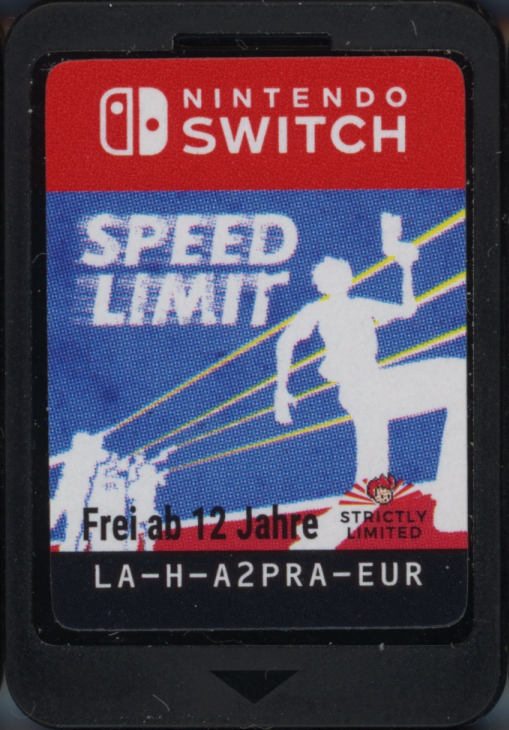 NINTENDO
SWITCH
SPEED
LIMIT
Frei ab 12 Jahre
STRICTLY
LIMITED
LA-H-A2PRA-EUR